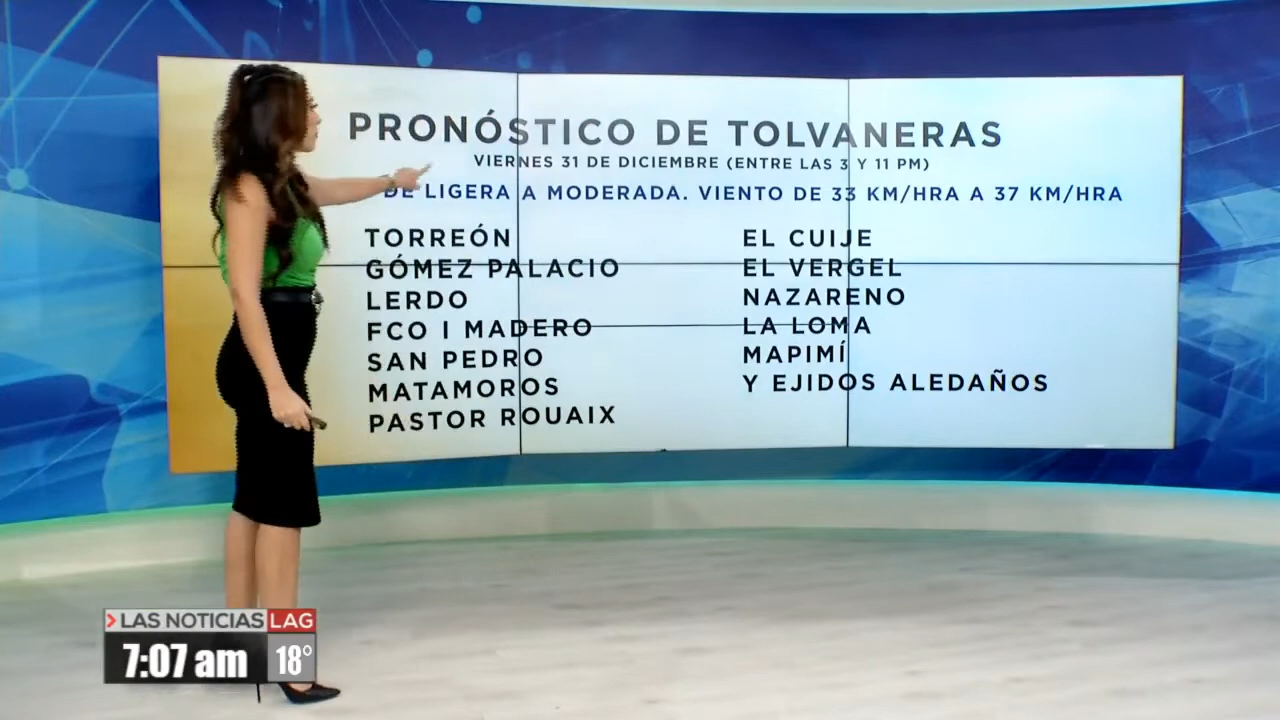 PRONÓSTICO DE TOLVANERAS
VIERNES 31 DE DICIEMBRE (ENTRE LAS 3 Y 11 PM)
DE LIGERA A MODERADA. VIENTO DE 33 KM/HRA A 37 KM/HRA
TORREÓN
GÓMEZ PALACIO
LERDO
FCO I MADERO
SAN PEDRO
MATAMOROS
PASTOR ROUAIX
EL CUIJE
EL VERGEL
NAZARENO
LA LOMA
MAPIMÍ
Y EJIDOS ALEDAÑOS
LAS NOTICIAS LAG
7:07 am 18°